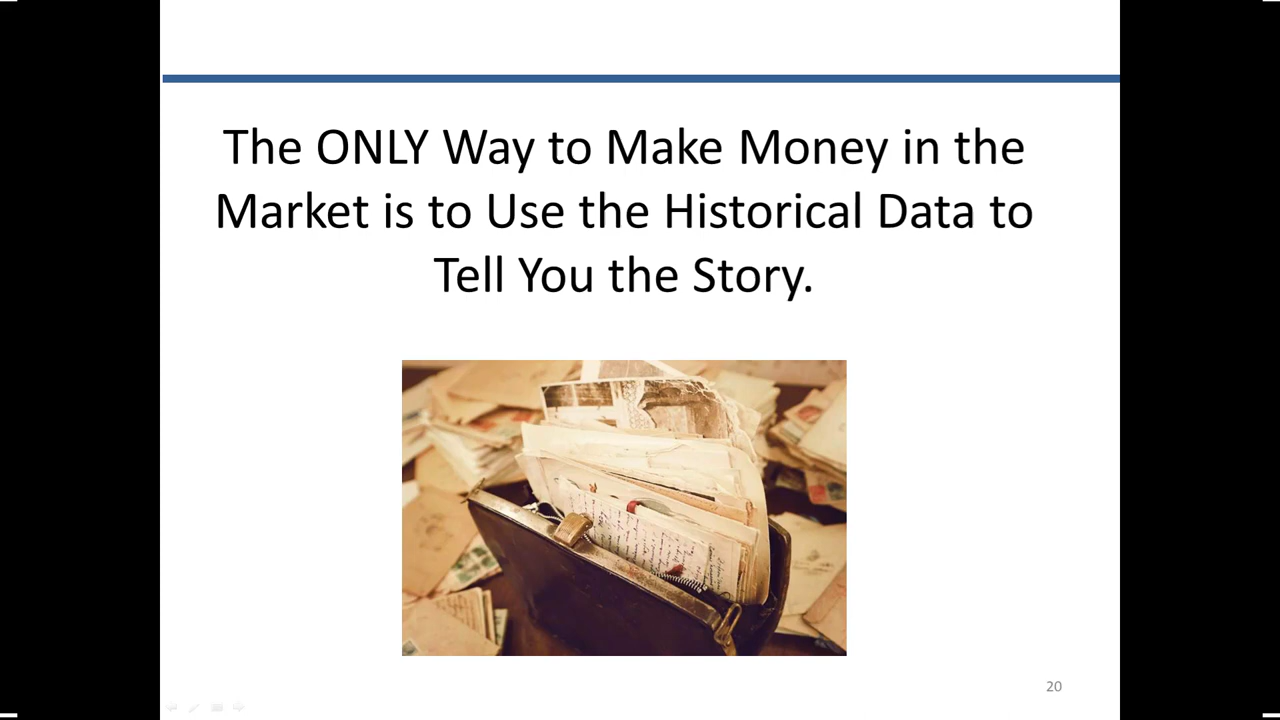 The ONLY Way to Make Money in the
Market is to Use the Historical Data to
Tell You the Story.
20